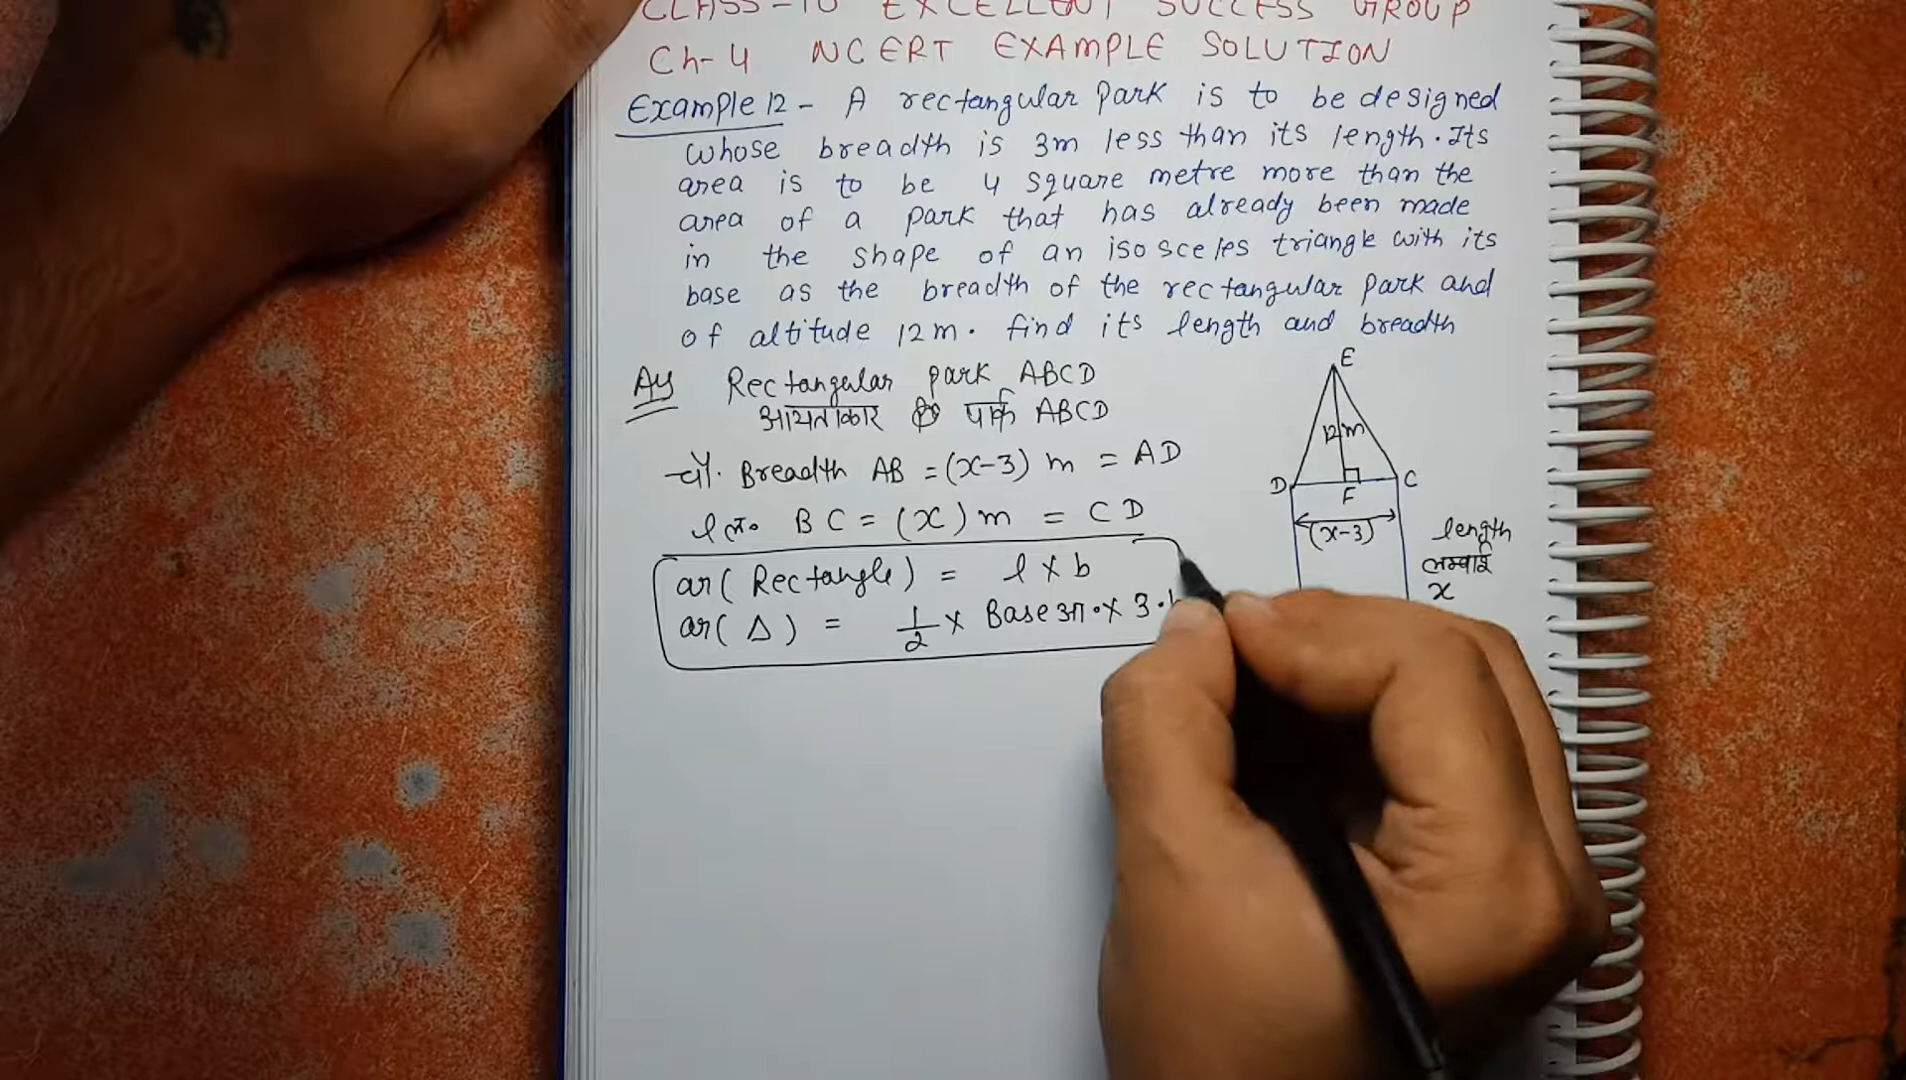 CLASS-10 EXCELLENT SUCCESS GROUP
Ch-4 NCERT EXAMPLE SOLUTION
Example 12 - A rectangular park is to be designed
whose breadth is 3m less than its length. Its
area is to be 4 square metre more than the
area of a park that has already been made
in the shape of an isosceles triangle with its
base as the breadth of the rectangular park and
of altitude 12m. find its length and breadth
Rectangular park ABCD
आयताकार पार्क ABCD
चौ. Breadth AB = (x-3) m = AD
ल० BC = (x) m = CD
ar( Rectangle ) = l x b
ar( Δ ) = 1/2 x Base आ० x 3.
E
12m
D F C
(x-3)
length
लम्बाई
x